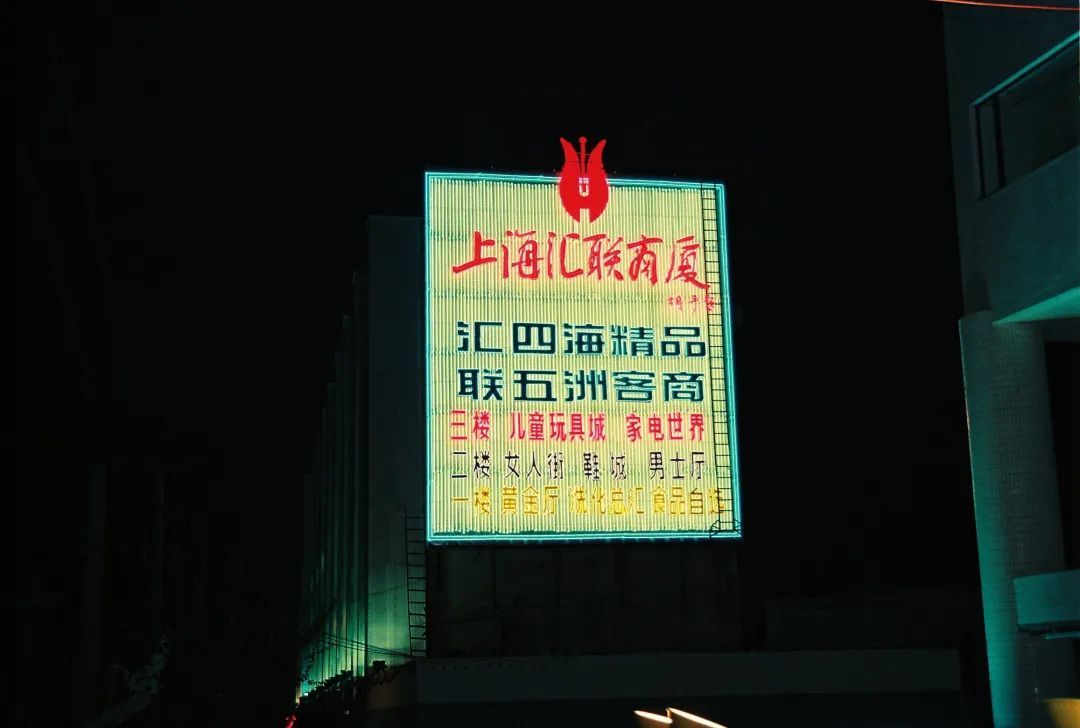 上海汇联商厦
汇四海精品
联五洲客商
三楼 儿童玩具城 家电世界
二楼 女人街 鞋城 男士厅
一楼 黄金厅 洗化总汇 食品自选